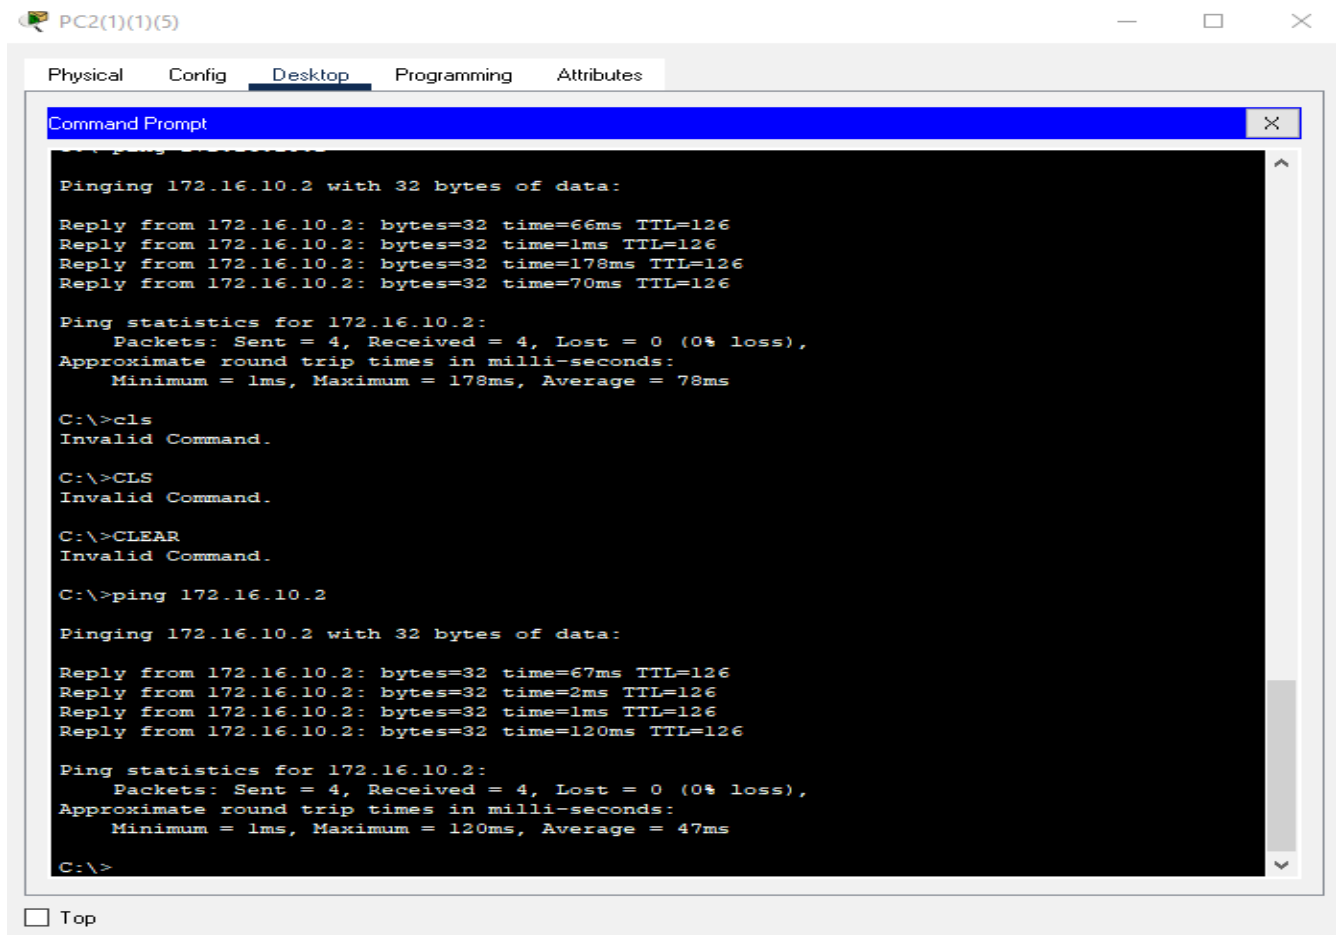 PC2(1)(1)(5)
Physical Config Desktop Programming Attributes
Command Prompt
Pinging 172.16.10.2 with 32 bytes of data:
Reply from 172.16.10.2: bytes=32 time=66ms TTL=126
Reply from 172.16.10.2: bytes=32 time=1ms TTL=126
Reply from 172.16.10.2: bytes=32 time=178ms TTL=126
Reply from 172.16.10.2: bytes=32 time=70ms TTL=126
Ping statistics for 172.16.10.2:
Packets: Sent = 4, Received = 4, Lost = 0 (0% loss),
Approximate round trip times in milli-seconds:
Minimum = 1ms, Maximum = 178ms, Average = 78ms
C:\>cls
Invalid Command.
C:\>CLS
Invalid Command.
C:\>CLEAR
Invalid Command.
C:\>ping 172.16.10.2
Pinging 172.16.10.2 with 32 bytes of data:
Reply from 172.16.10.2: bytes=32 time=67ms TTL=126
Reply from 172.16.10.2: bytes=32 time=2ms TTL=126
Reply from 172.16.10.2: bytes=32 time=1ms TTL=126
Reply from 172.16.10.2: bytes=32 time=120ms TTL=126
Ping statistics for 172.16.10.2:
Packets: Sent = 4, Received = 4, Lost = 0 (0% loss),
Approximate round trip times in milli-seconds:
Minimum = 1ms, Maximum = 120ms, Average = 47ms
C:\>
Top